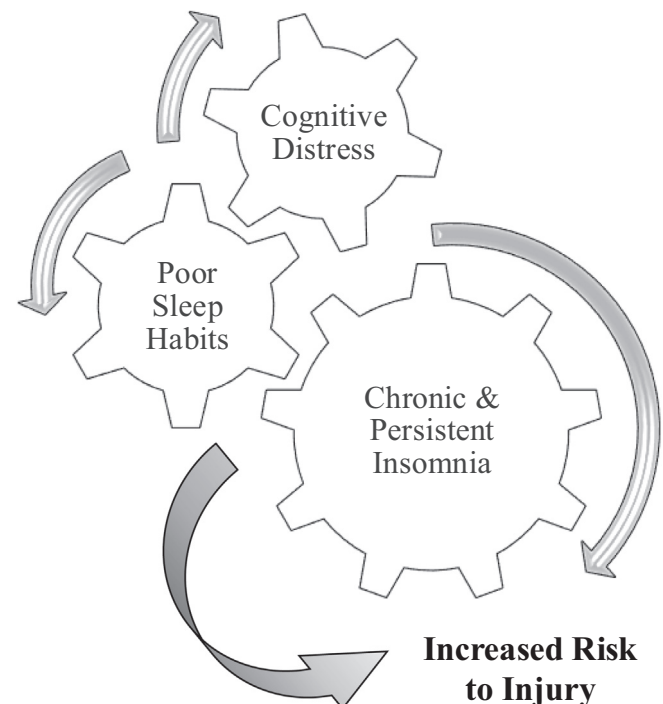 Cognitive
Distress
Poor
Sleep
Habits
Chronic &
Persistent
Insomnia
Increased Risk
to Injury